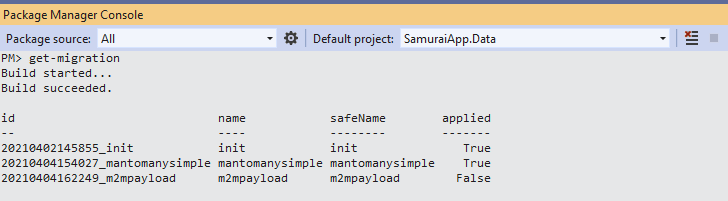 Package Manager Console
Package source: All Default project: SamuraiApp.Data
PM> get-migration
Build started...
Build succeeded.
id name safeName applied
-- ---- -------- -------
20210402145855_init init init True
20210404154027_mantomanysimple mantomanysimple mantomanysimple True
20210404162249_m2mpayload m2mpayload m2mpayload False